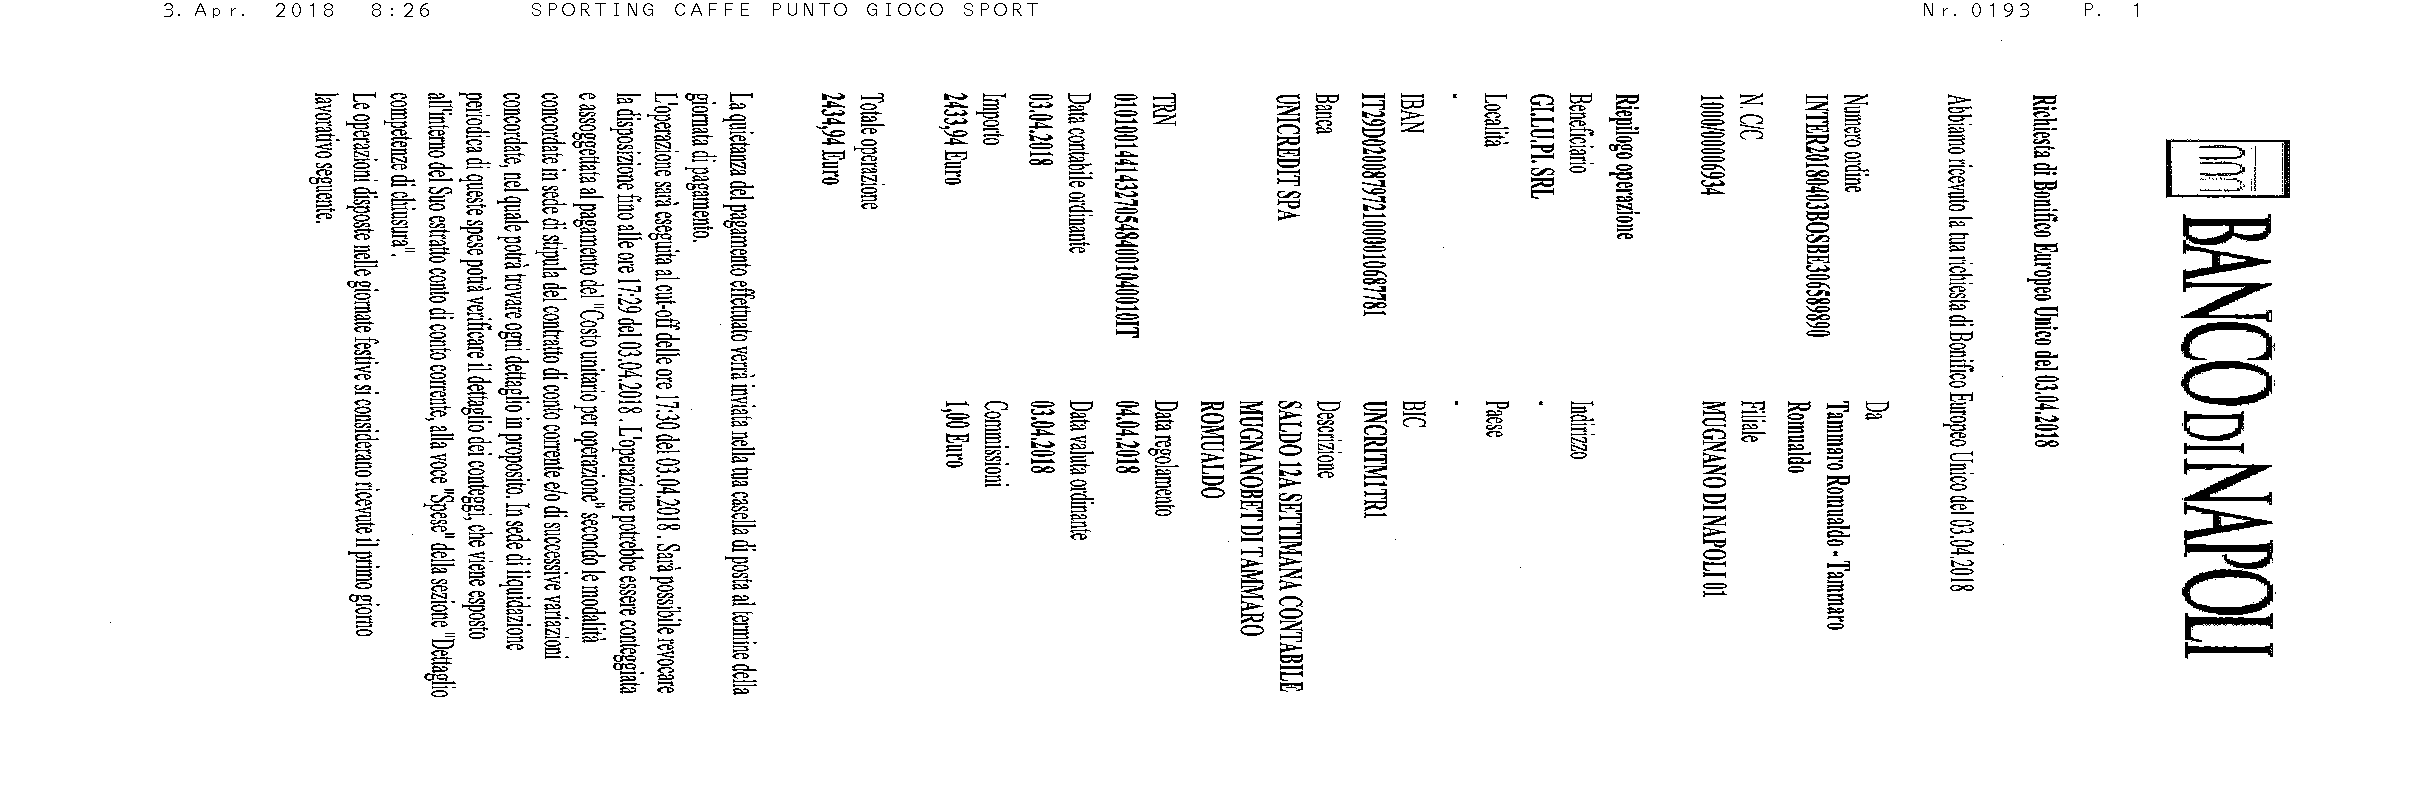 3. Apr. 2018 8:26 SPORTING CAFFE PUNTO GIOCO SPORT Nr. 0193 P. 1
BANCO DI NAPOLI
Richiesta di Bonifico Europeo Unico del 03.04.2018
Abbiamo ricevuto la tua richiesta di Bonifico Europeo Unico del 03.04.2018
Numero ordine
INTER20180403BOSBE306589890
Da
Tammaro Romualdo - Tammaro
Romualdo
N. C/C
1000/00006934
Filiale
MUGNANO DI NAPOLI 01
Riepilogo operazione
Beneficiario
GI.LU.PI. SRL
Indirizzo
-
Località
-
Paese
-
IBAN
IT29D0200879721000010687781
BIC
UNCRITM1TR1
Banca
UNICREDIT SPA
Descrizione
SALDO 12A SETTIMANA CONTABILE
MUGNANOBET DI TAMMARO
ROMUALDO
TRN
0101001441432705484001040010IT
Data regolamento
04.04.2018
Data contabile ordinante
03.04.2018
Data valuta ordinante
03.04.2018
Importo
2433,94 Euro
Commissioni
1,00 Euro
Totale operazione
2434,94 Euro
La quietanza del pagamento effettuato verrà inviata nella tua casella di posta al termine della
giornata di pagamento.
L'operazione sarà eseguita al cut-off delle ore 17:30 del 03.04.2018 . Sarà possibile revocare
la disposizione fino alle ore 17:29 del 03.04.2018 . L'operazione potrebbe essere conteggiata
e assoggettata al pagamento del "Costo unitario per operazione" secondo le modalità
concordate in sede di stipula del contratto di conto corrente e/o di successive variazioni
concordate, nel quale potrà trovare ogni dettaglio in proposito. In sede di liquidazione
periodica di queste spese potrà verificare il dettaglio dei conteggi, che viene esposto
all'interno del Suo estratto conto di conto corrente, alla voce "Spese" della sezione "Dettaglio
competenze di chiusura".
Le operazioni disposte nelle giornate festive si considerano ricevute il primo giorno
lavorativo seguente.